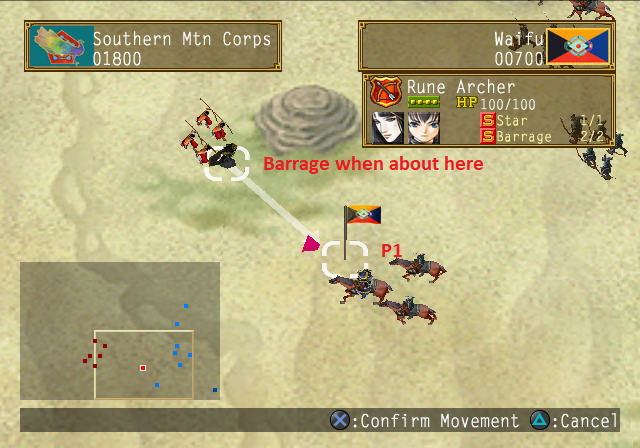 Southern Mtn Corps
01800
Waifu
00700
Rune Archer
HP 100/100
S Star 1/1
S Barrage 2/2
Barrage when about here
P1
:Confirm Movement :Cancel